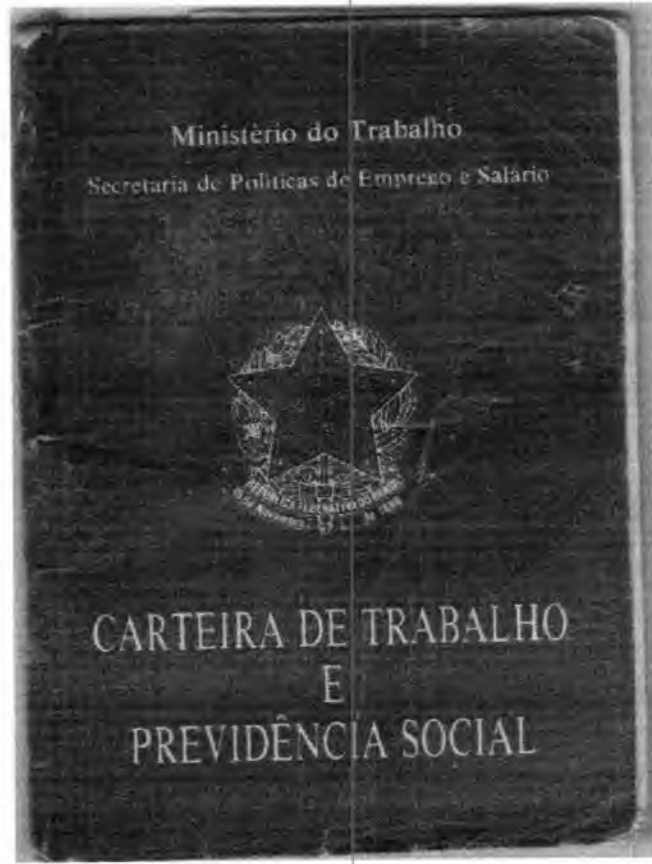 Ministério do Trabalho
Secretaria de Políticas de Emprego e Salário
CARTEIRA DE TRABALHO
E
PREVIDÊNCIA SOCIAL